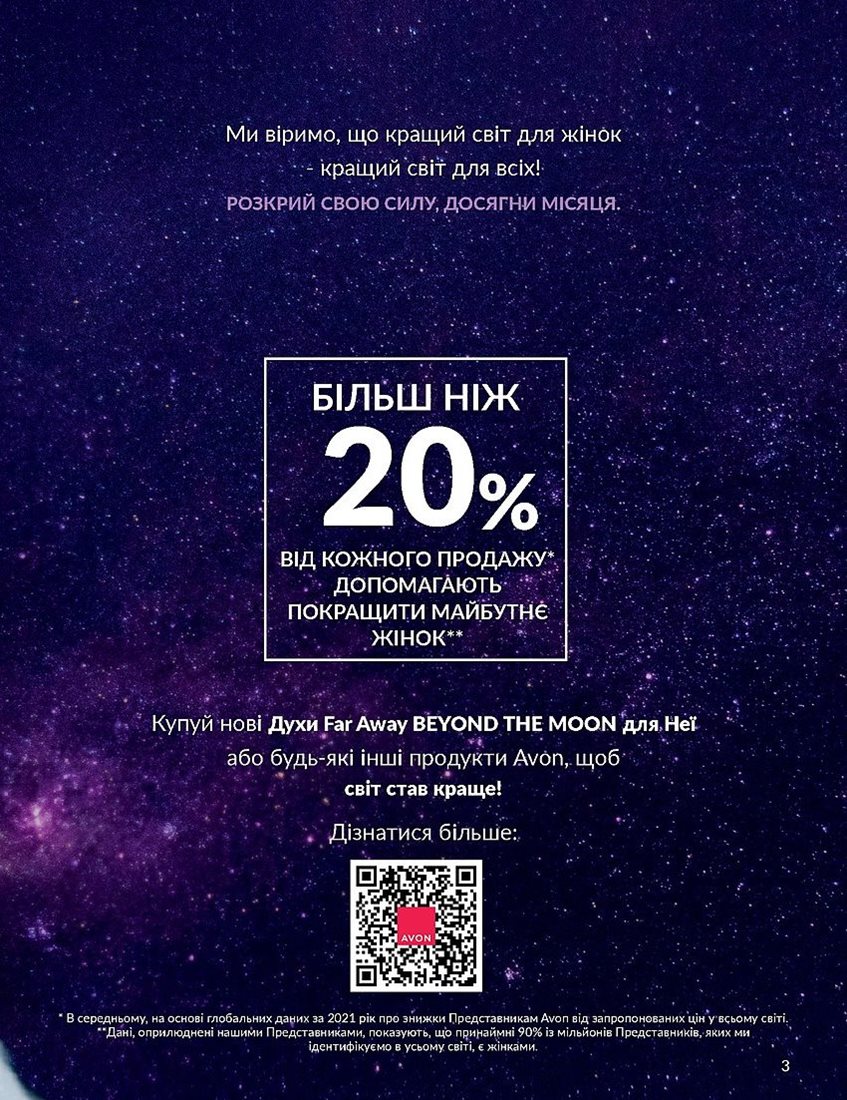 Ми віримо, що кращий світ для жінок
- кращий світ для всіх!
РОЗКРИЙ СВОЮ СИЛУ, ДОСЯГНИ МІСЯЦЯ.
БІЛЬШ НІЖ
20%
ВІД КОЖНОГО ПРОДАЖУ*
ДОПОМАГАЮТЬ
ПОКРАЩИТИ МАЙБУТНЄ
ЖІНОК**
Купуй нові Духи Far Away BEYOND THE MOON для Неї
або будь-які інші продукти Avon, щоб
світ став краще!
Дізнатися більше:
AVON
* В середньому, на основі глобальних даних за 2021 рік про знижки Представникам Avon від запропонованих цін у всьому світі.
**Дані, оприлюднені нашими Представниками, показують, що принаймні 90% із мільйонів Представників, яких ми
ідентифікуємо в усьому світі, є жінками.
3